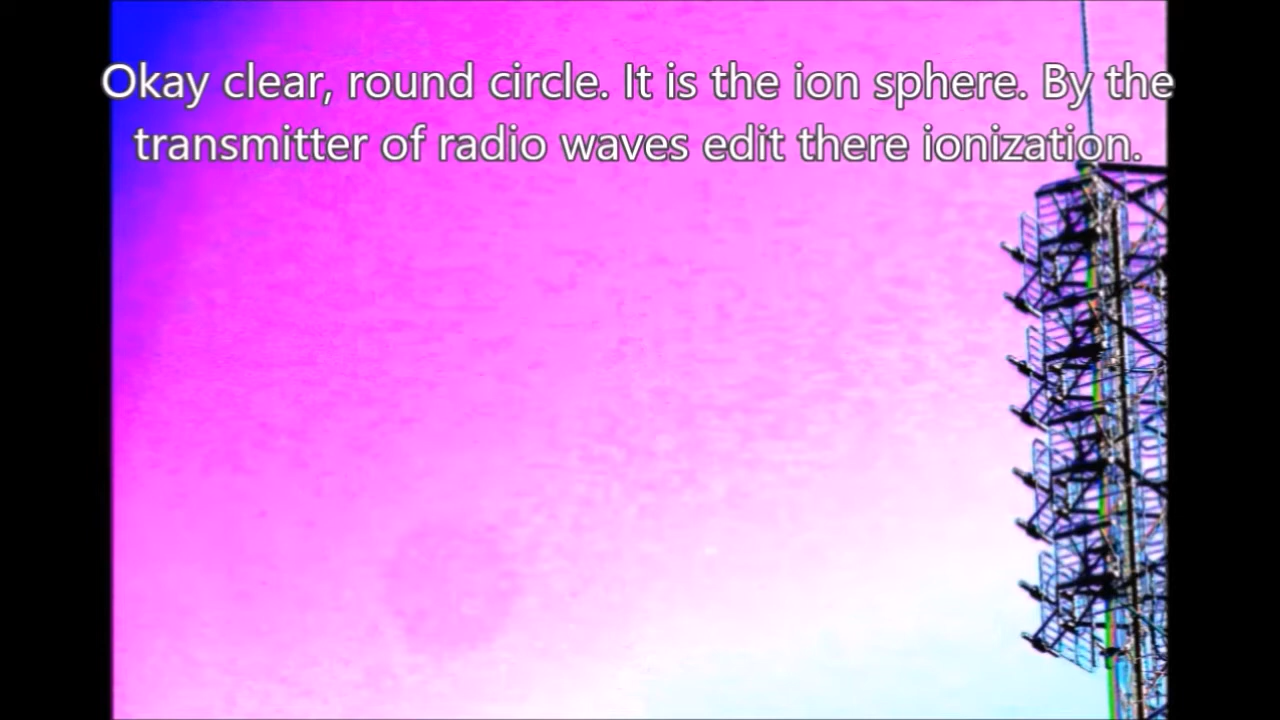 Okay clear, round circle. It is the ion sphere. By the
transmitter of radio waves edit there ionization.